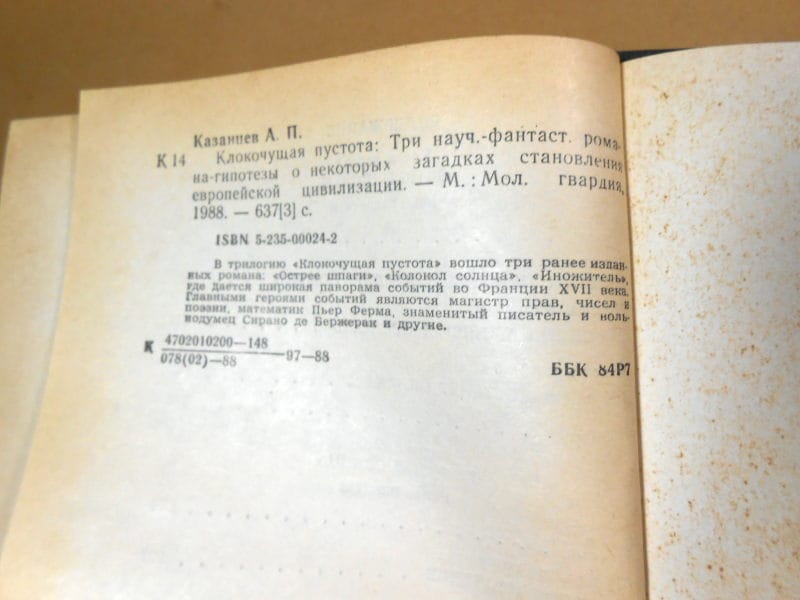 Казанцев А. П.
К 14 Клокочущая пустота: Три науч.-фантаст. рома-
на-гипотезы о некоторых загадках становления
европейской цивилизации. — М.: Мол. гвардия,
1988. — 637[3] с.
ISBN 5-235-00024-2
В трилогию «Клокочущая пустота» вошло три ранее издан-
ных романа: «Острее шпаги», «Колокол солнца», «Иножитель»,
где дается широкая панорама событий во Франции XVII века.
Главными героями событий являются магистр прав, чисел и
поэзии, математик Пьер Ферма, знаменитый писатель и воль-
нодумец Сирано де Бержерак и другие.
К 4702010200—148
078(02)—88 —97—88
ББК 84Р7